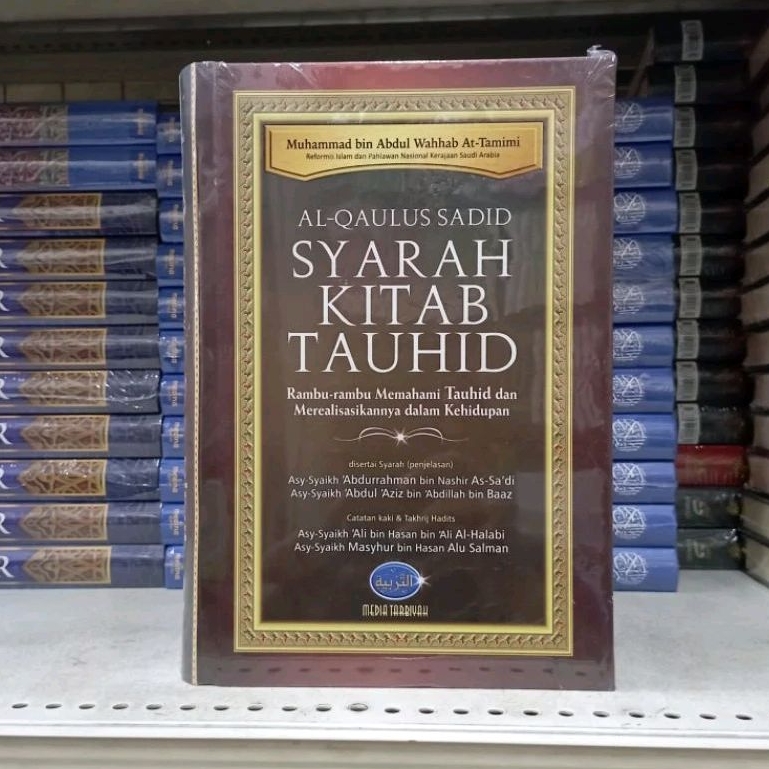 Muhammad bin Abdul Wahhab At-Tamimi
Reformis Islam dan Pahlawan Nasional Kerajaan Saudi Arabia
AL-QAULUS SADID
SYARAH
KITAB
TAUHID
Rambu-rambu Memahami Tauhid dan
Merealisasikannya dalam Kehidupan
disertai Syarah (penjelasan)
Asy-Syaikh 'Abdurrahman bin Nashir As-Sa'di
Asy-Syaikh 'Abdul 'Aziz bin 'Abdillah bin Baaz
Catatan kaki & Takhrij Hadits
Asy-Syaikh 'Ali bin Hasan bin 'Ali Al-Halabi
Asy-Syaikh Masyhur bin Hasan Alu Salman
التربية
MEDIA TARBIYAH